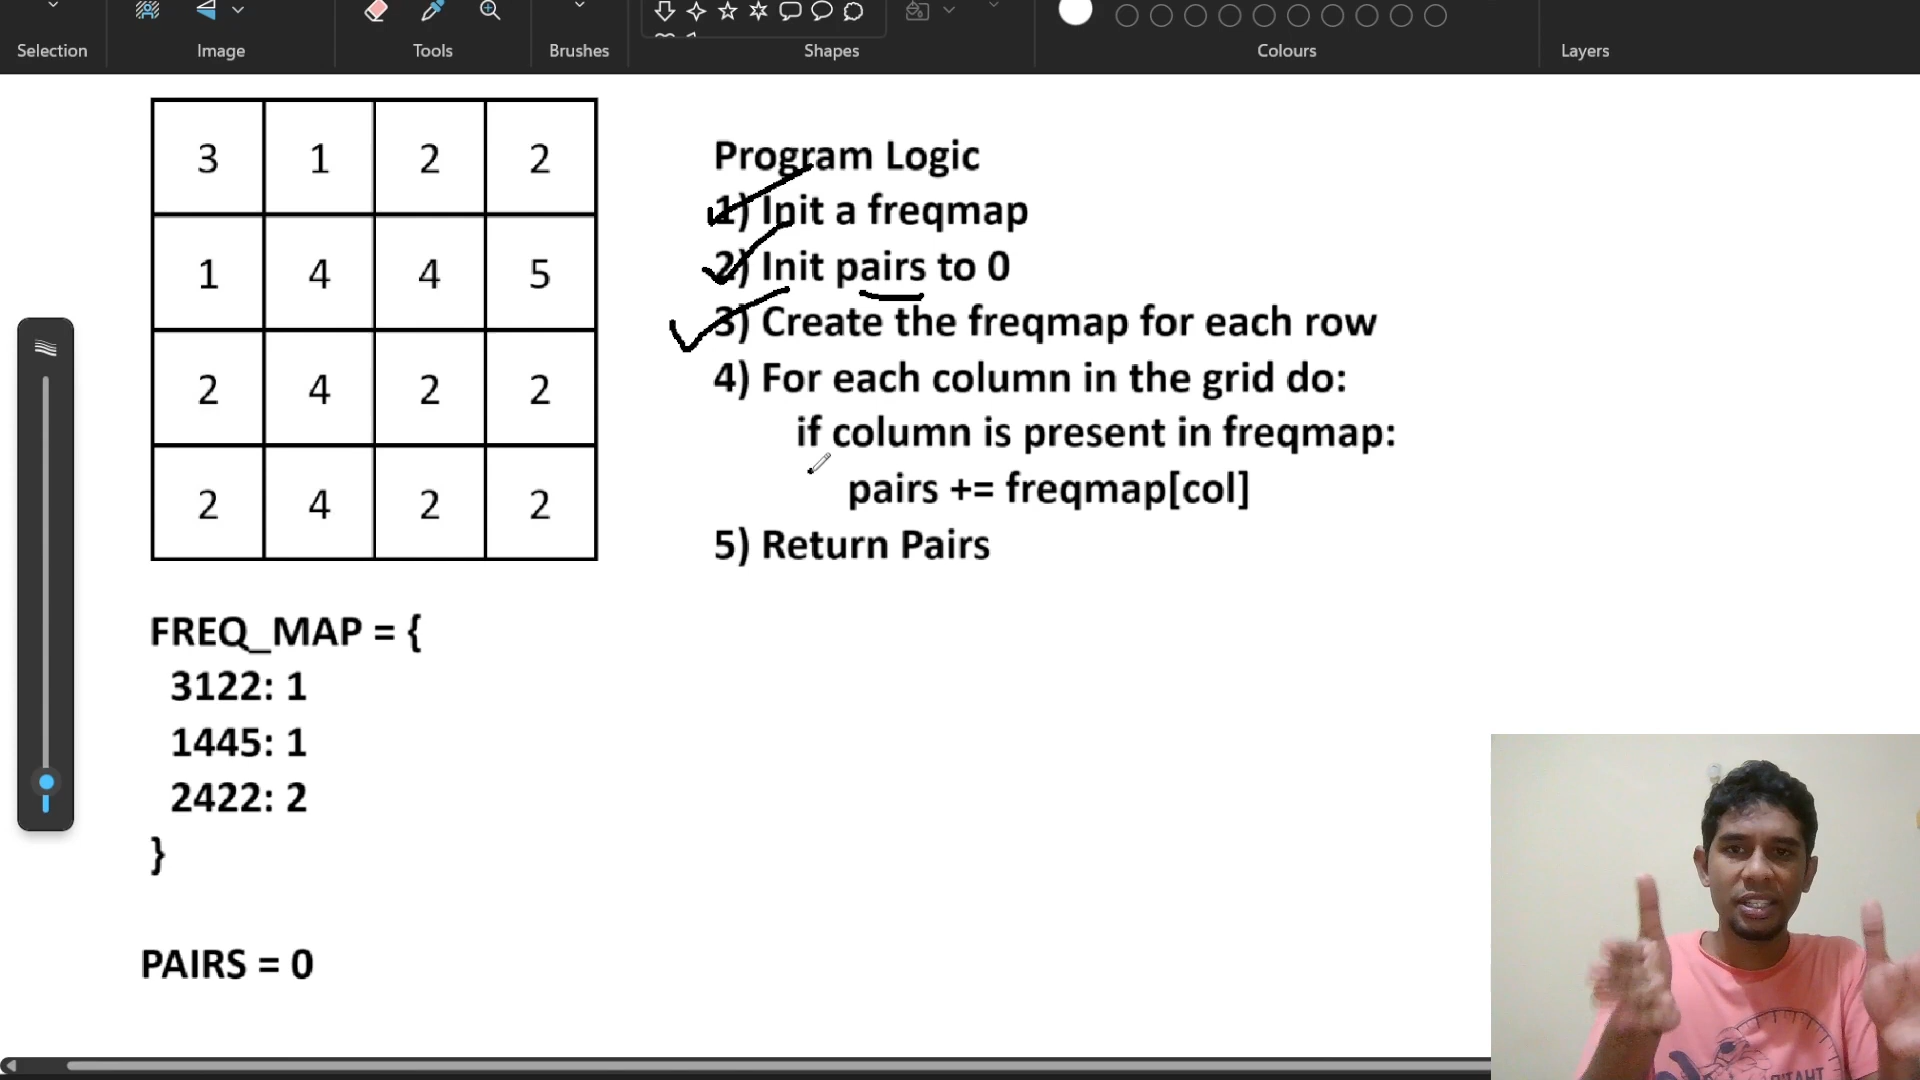 Selection
Image
Tools
Brushes
Shapes
Colours
Layers
3 1 2 2
1 4 4 5
2 4 2 2
2 4 2 2
Program Logic
1) Init a freqmap
2) Init pairs to 0
3) Create the freqmap for each row
4) For each column in the grid do:
if column is present in freqmap:
pairs += freqmap[col]
5) Return Pairs
FREQ_MAP = {
3122: 1
1445: 1
2422: 2
}
PAIRS = 0